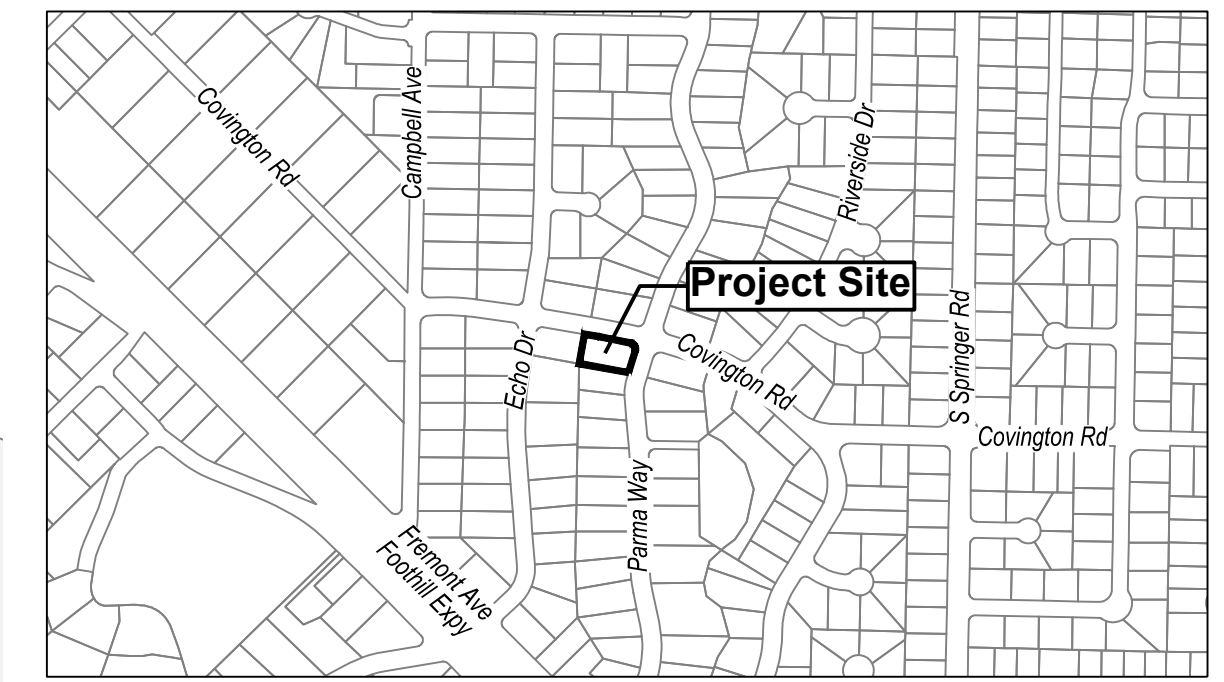 Covington Rd
Campbell Ave
Riverside Dr
Project Site
S Springer Rd
Echo Dr
Covington Rd
Covington Rd
Parma Way
Fremont Ave
Foothill Expy